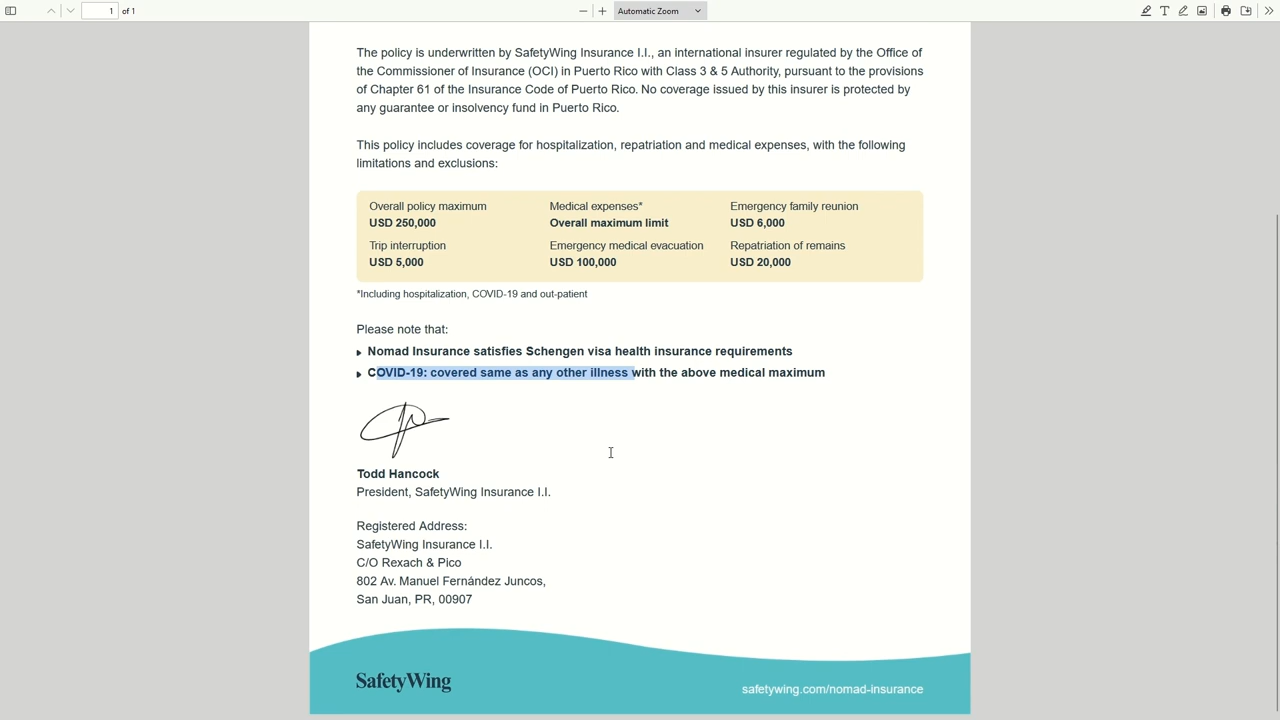 1 of 1
Automatic Zoom
The policy is underwritten by SafetyWing Insurance I.I., an international insurer regulated by the Office of
the Commissioner of Insurance (OCI) in Puerto Rico with Class 3 & 5 Authority, pursuant to the provisions
of Chapter 61 of the Insurance Code of Puerto Rico. No coverage issued by this insurer is protected by
any guarantee or insolvency fund in Puerto Rico.
This policy includes coverage for hospitalization, repatriation and medical expenses, with the following
limitations and exclusions:
Overall policy maximum
USD 250,000
Medical expenses*
Overall maximum limit
Emergency family reunion
USD 6,000
Trip interruption
USD 5,000
Emergency medical evacuation
USD 100,000
Repatriation of remains
USD 20,000
*Including hospitalization, COVID-19 and out-patient
Please note that:
Nomad Insurance satisfies Schengen visa health insurance requirements
COVID-19: covered same as any other illness with the above medical maximum
Todd Hancock
President, SafetyWing Insurance I.I.
Registered Address:
SafetyWing Insurance I.I.
C/O Rexach & Pico
802 Av. Manuel Fernández Juncos,
San Juan, PR, 00907
SafetyWing
safetywing.com/nomad-insurance